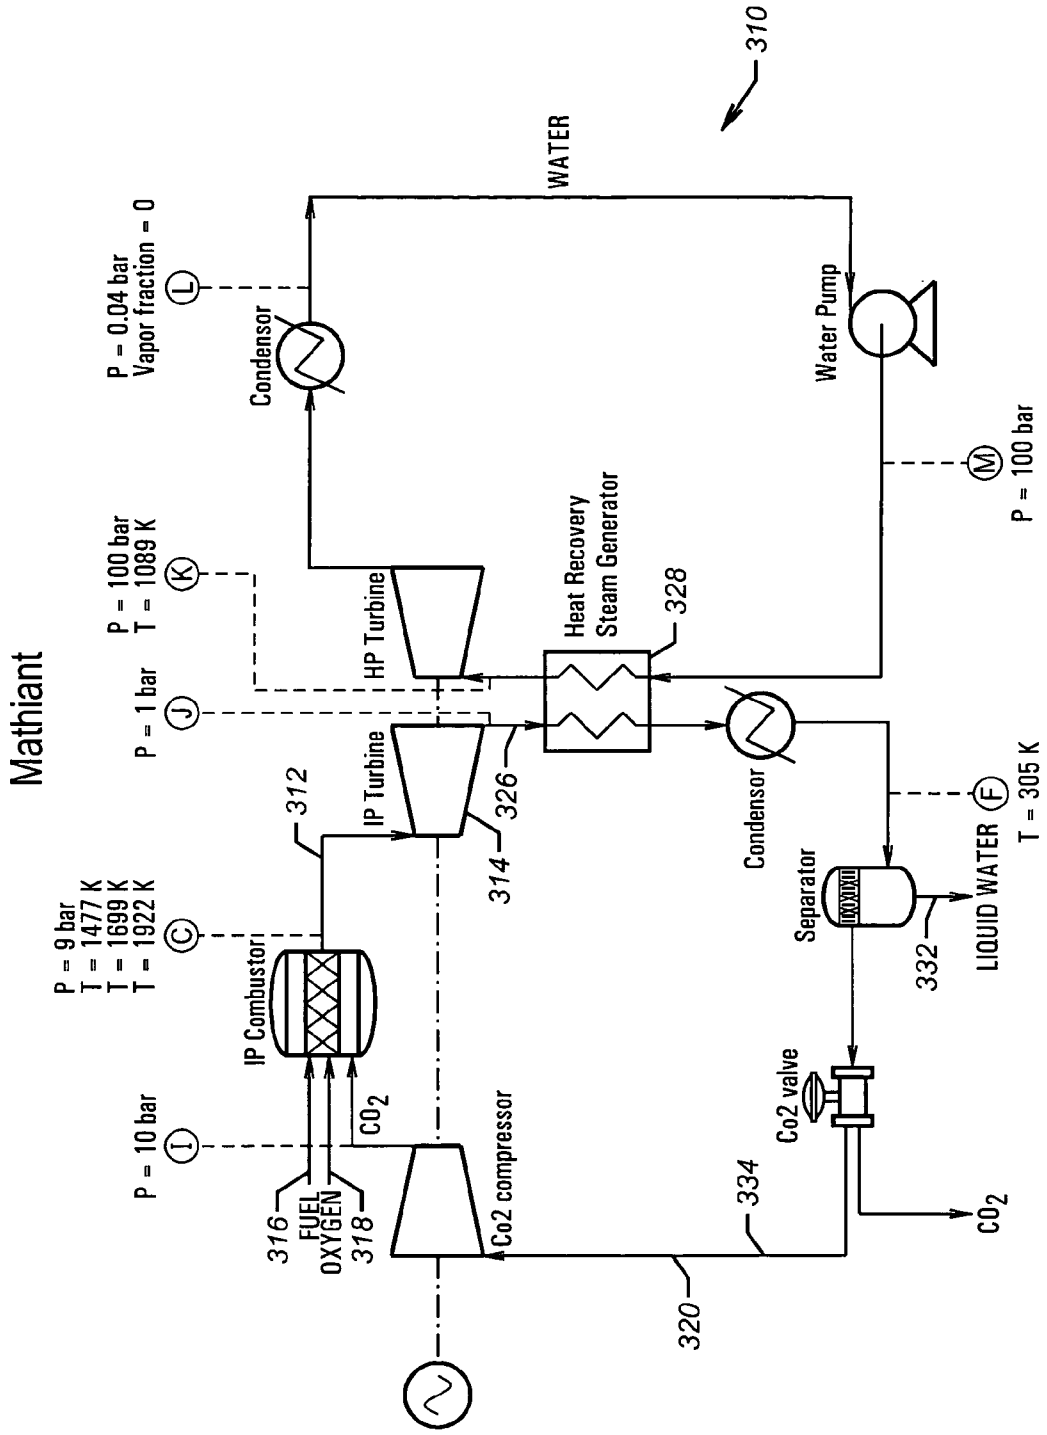 Mathiant
P = 10 bar
I
P = 9 bar
T = 1477 K
T = 1699 K
T = 1922 K
C
P = 1 bar
J
P = 100 bar
T = 1089 K
K
P = 0.04 bar
Vapor fraction = 0
L
316
FUEL
OXYGEN
318
CO2
IP Combustor
312
Condensor
WATER
310
Co2 compressor
IP Turbine
314
HP Turbine
326
Heat Recovery
Steam Generator
328
Water Pump
320
334
Co2 valve
Separator
Condensor
M
P = 100 bar
CO2
332
LIQUID WATER
F
T = 305 K